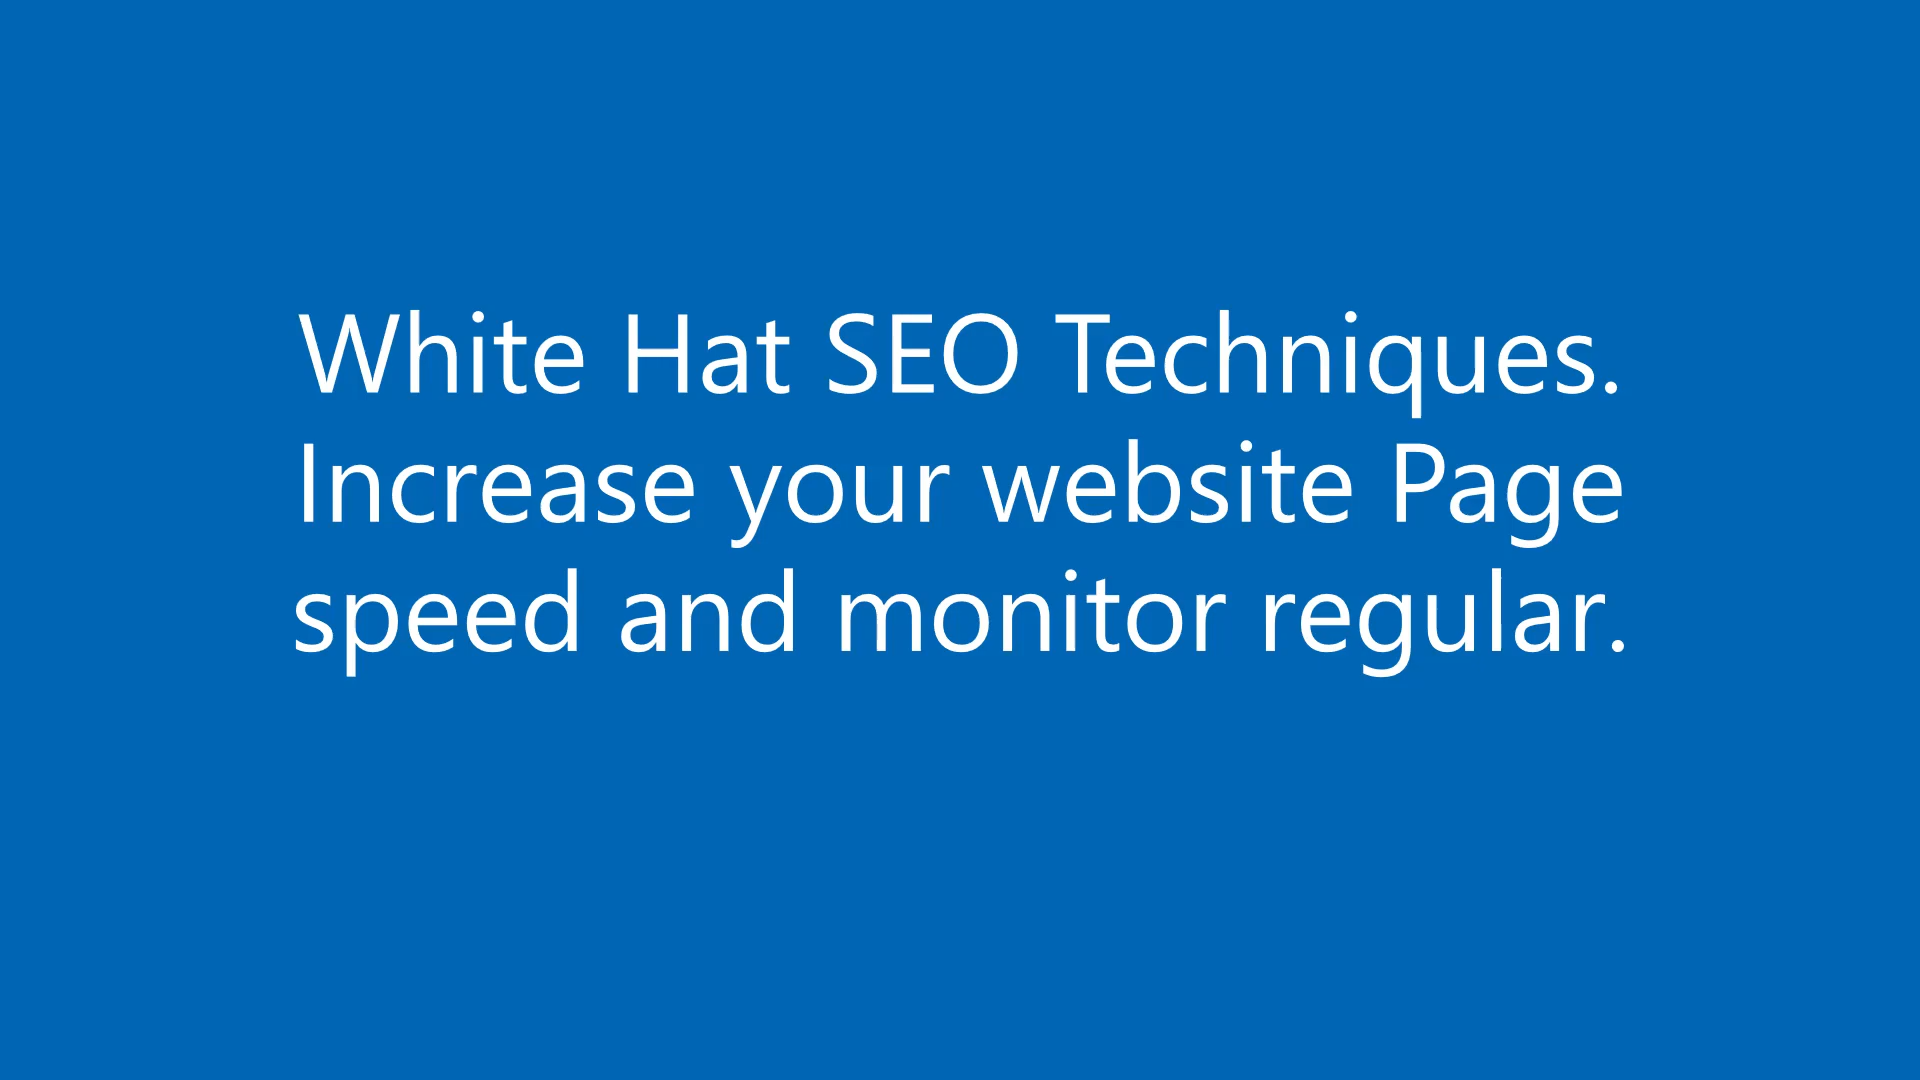 White Hat SEO Techniques.
Increase your website Page
speed and monitor regular.